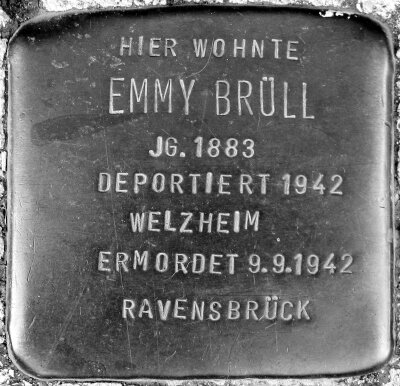 HIER WOHNTE
EMMY BRÜLL
JG. 1883
DEPORTIERT 1942
WELZHEIM
ERMORDET 9.9.1942
RAVENSBRÜCK